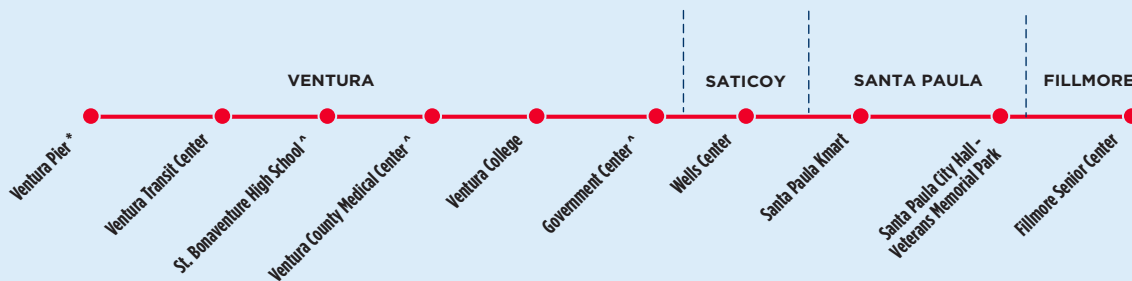 VENTURA
SATICOY
SANTA PAULA
FILLMORE
Ventura Pier*
Ventura Transit Center
St. Bonaventure High School^
Ventura County Medical Center^
Ventura College
Government Center^
Wells Center
Santa Paula Kmart
Santa Paula City Hall -
Veterans Memorial Park
Fillmore Senior Center